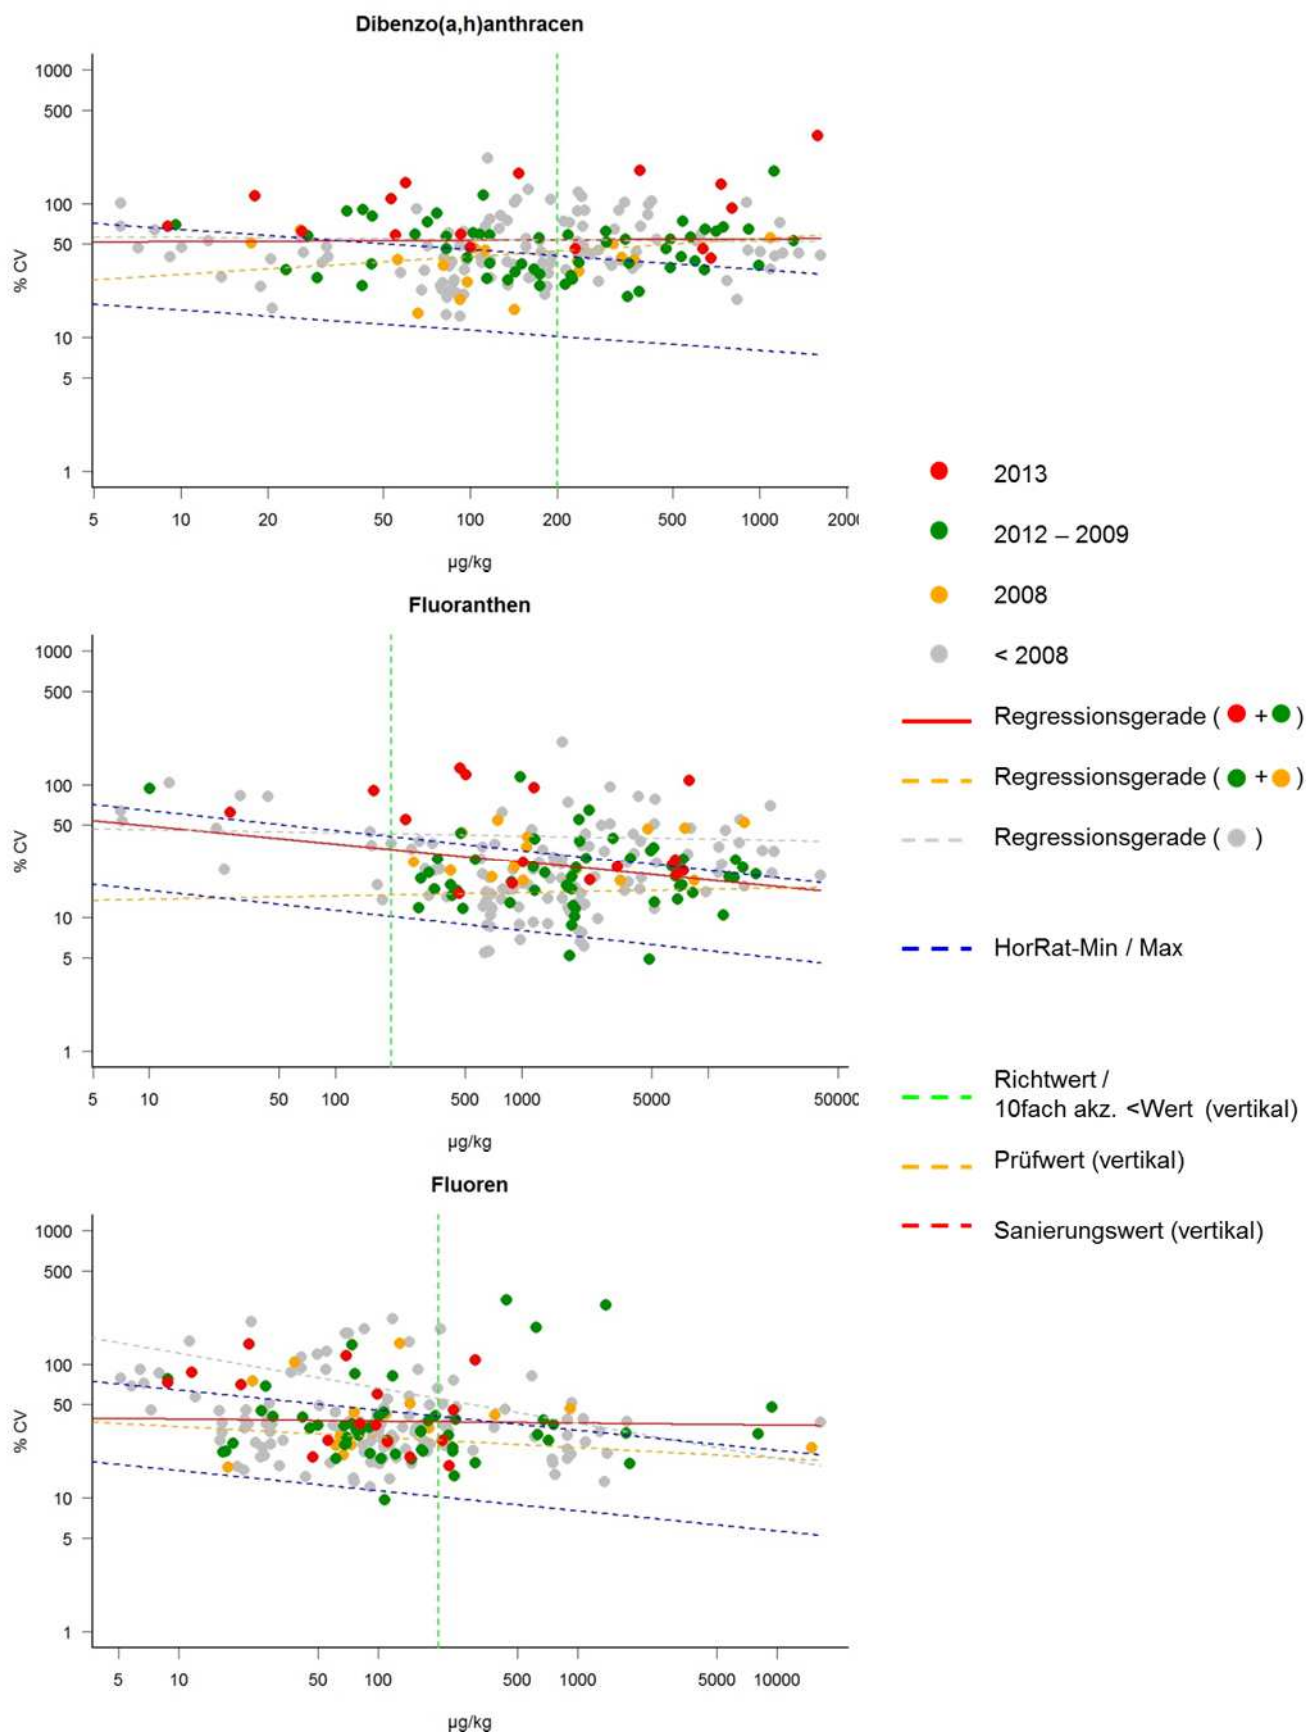 Dibenzo(a,h)anthracen
1000
500
100
50
10
5
1
% CV
5 10 20 50 100 200 500 1000 2000
µg/kg
Fluoranthen
1000
500
100
50
10
5
1
% CV
5 10 50 100 500 1000 5000 50000
µg/kg
Fluoren
1000
500
100
50
10
5
1
% CV
5 10 50 100 500 1000 5000 10000
µg/kg
2013
2012 – 2009
2008
< 2008
Regressionsgerade ( + )
Regressionsgerade ( + )
Regressionsgerade ( )
HorRat-Min / Max
Richtwert /
10fach akz. <Wert (vertikal)
Prüfwert (vertikal)
Sanierungswert (vertikal)